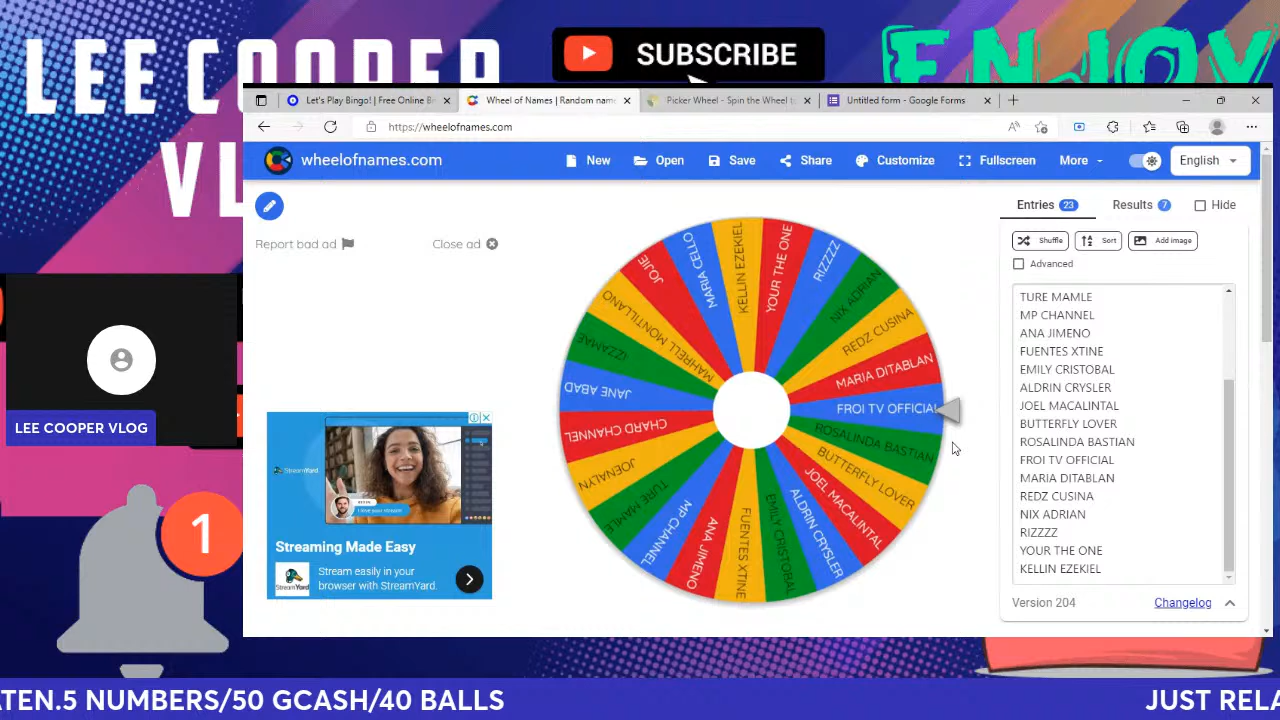 LEE COOPER
VL
SUBSCRIBE
ENJOY
Let's Play Bingo! | Free Online B
Wheel of Names | Random name
Picker Wheel - Spin the Wheel to
Untitled form - Google Forms
https://wheelofnames.com
wheelofnames.com
New
Open
Save
Share
Customize
Fullscreen
More
English
Report bad ad
Close ad
Entries 23
Results 7
Hide
Shuffle
Sort
Add image
Advanced
TURE MAMLE
MP CHANNEL
ANA JIMENO
FUENTES XTINE
EMILY CRISTOBAL
ALDRIN CRYSLER
JOEL MACALINTAL
BUTTERFLY LOVER
ROSALINDA BASTIAN
FROI TV OFFICIAL
MARIA DITABLAN
REDZ CUSINA
NIX ADRIAN
RIZZZZ
YOUR THE ONE
KELLIN EZEKIEL
Version 204
Changelog
KELLIN EZEKIEL
YOUR THE ONE
RIZZZZ
NIX ADRIAN
REDZ CUSINA
MARIA DITABLAN
FROI TV OFFICIAL
ROSALINDA BASTIAN
BUTTERFLY LOVER
JOEL MACALINTAL
ALDRIN CRYSLER
EMILY CRISTOBAL
FUENTES XTINE
ANA JIMENO
MP CHANNEL
TURE MAMLE
JOENALYN
CHARD CHANNEL
JANE ABAD
IZZAMAE
MAHRELL MONTILLANO
JOJIE
MARIA CELLO
StreamYard
Streaming Made Easy
StreamYard
Stream easily in your
browser with StreamYard.
LEE COOPER VLOG
1
ATEN.5 NUMBERS/50 GCASH/40 BALLS
JUST RELA